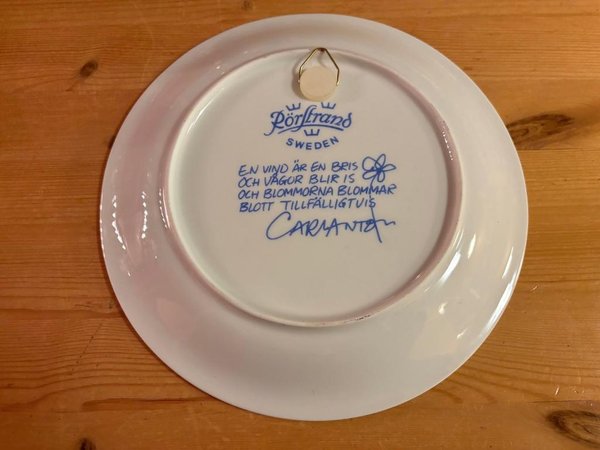 Rörstrand
SWEDEN
EN VIND ÄR EN BRIS
OCH VÅGOR BLIR IS
OCH BLOMMORNA BLOMMAR
BLOTT TILLFÄLLIGTVIS
CARLANTON